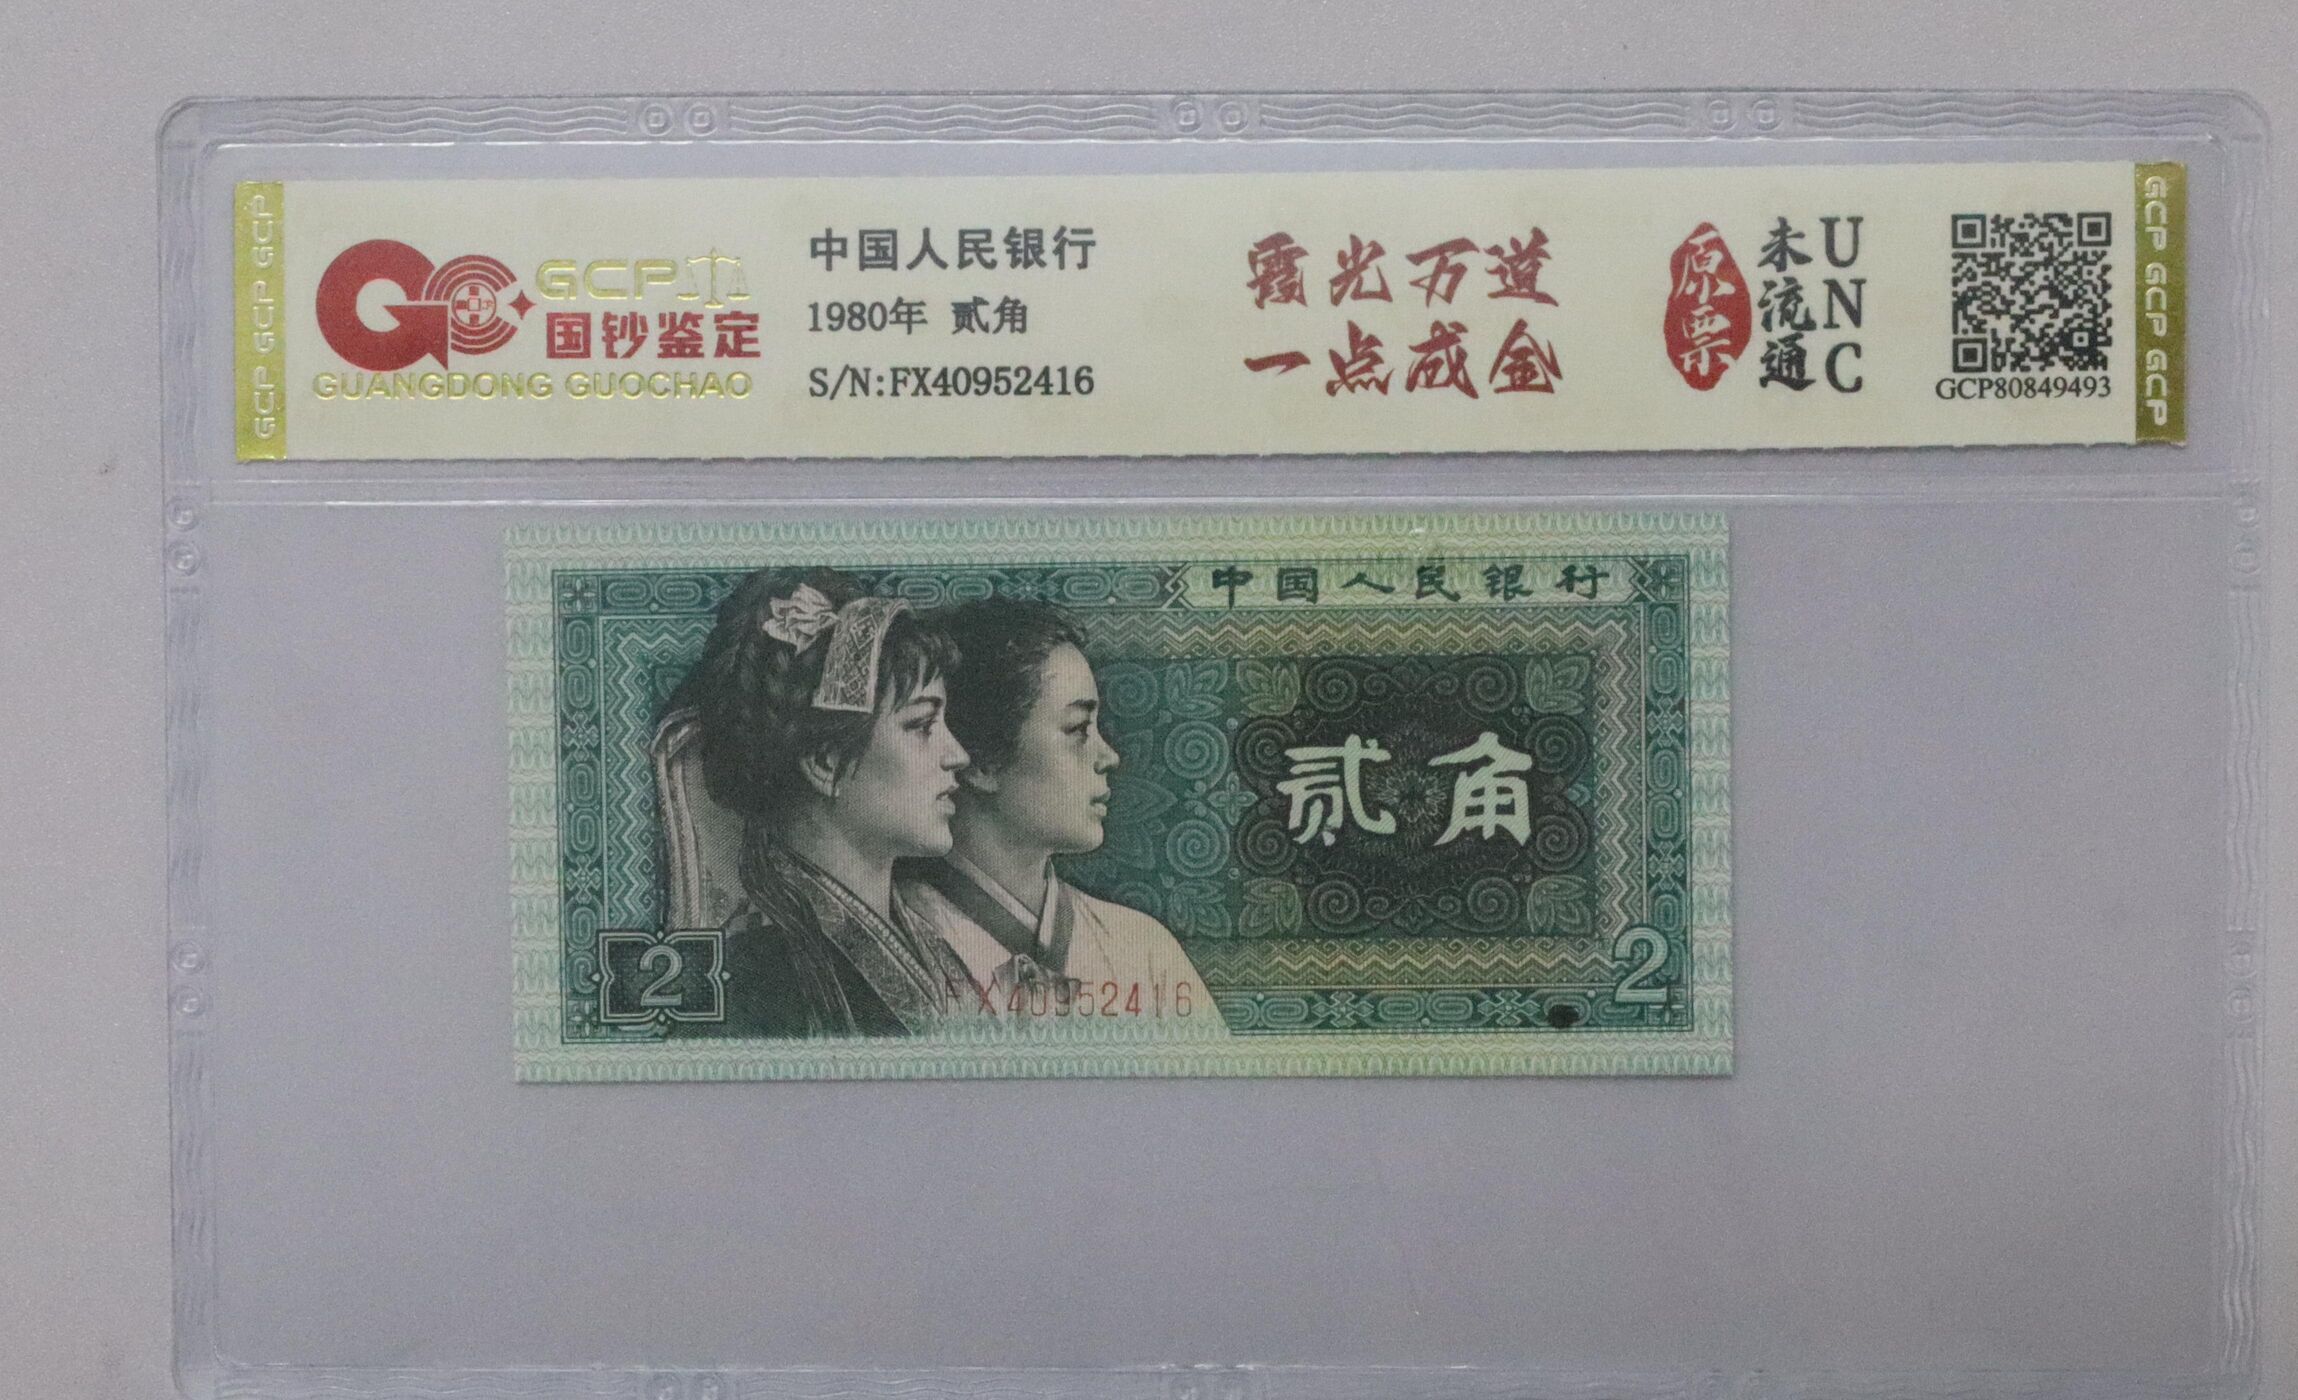 GCP GCP GCP
GCP
国钞鉴定
GUANGDONG GUOCHAO
中国人民银行
1980年 贰角
S/N:FX40952416
霞光万道
一点成金
原票
未流通
UNC
GCP80849493
GCP GCP GCP
中国人民银行
贰角
2
2
FX40952416